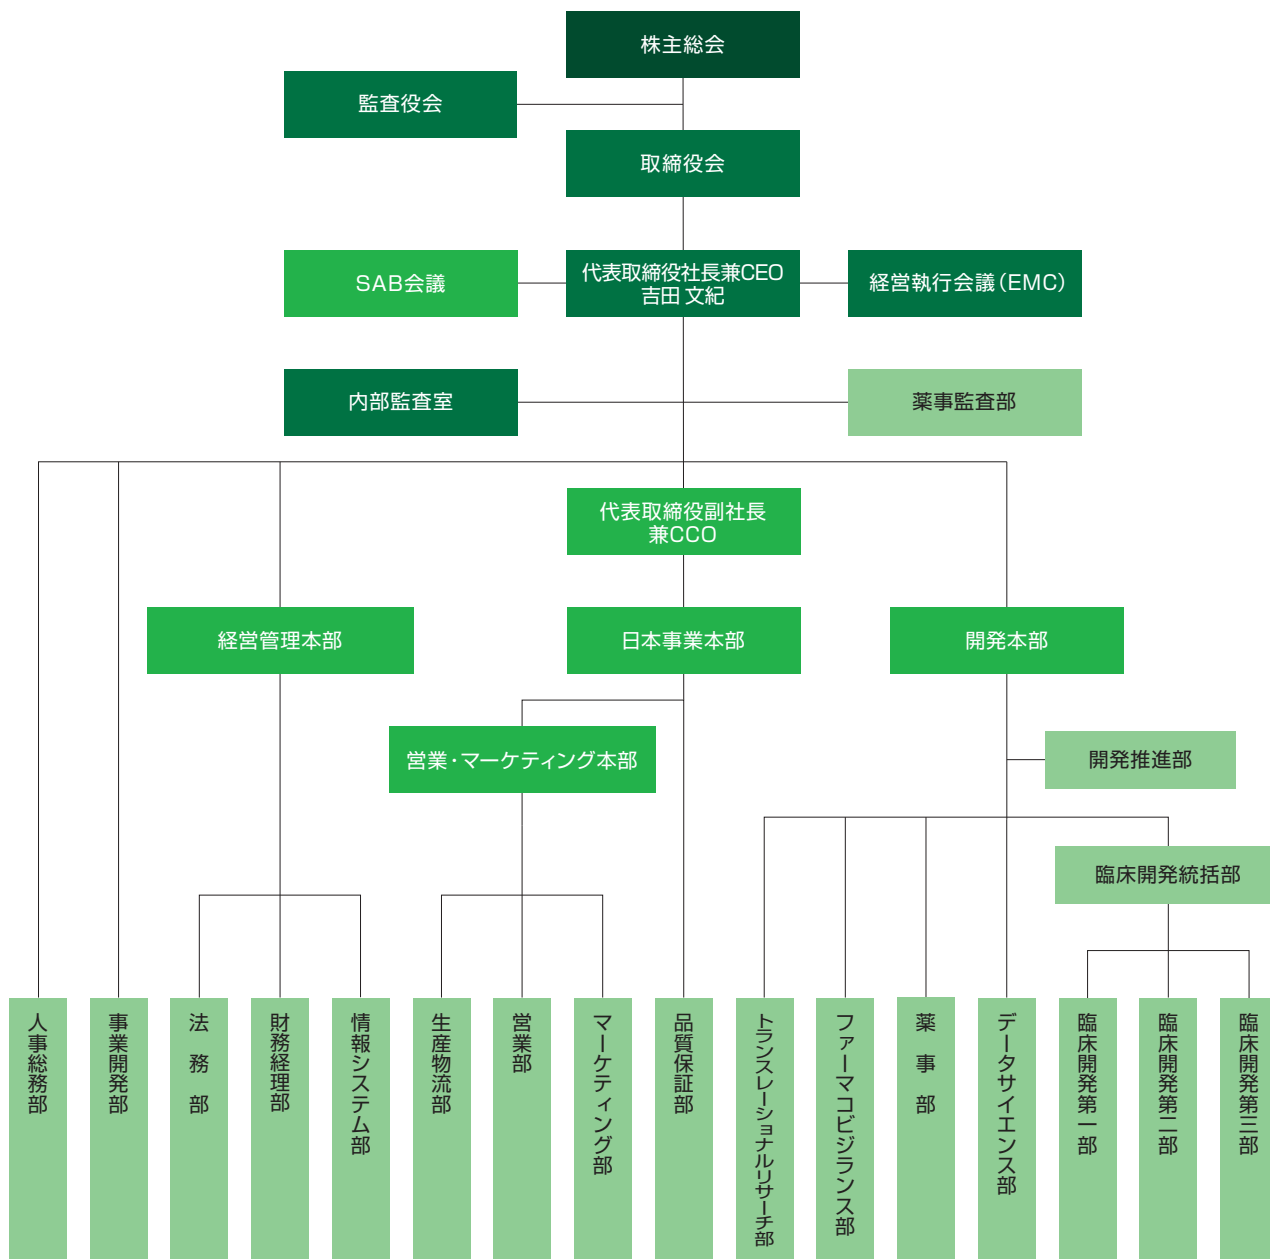 株主総会
監査役会
取締役会
SAB会議
代表取締役社長兼CEO
吉田 文紀
経営執行会議(EMC)
内部監査室
薬事監査部
代表取締役副社長
兼CCO
経営管理本部
日本事業本部
開発本部
営業・マーケティング本部
開発推進部
臨床開発統括部
人事総務部
事業開発部
法務部
財務経理部
情報システム部
生産物流部
営業部
マーケティング部
品質保証部
トランスレーショナルリサーチ部
ファーマコビジランス部
薬事部
データサイエンス部
臨床開発第一部
臨床開発第二部
臨床開発第三部